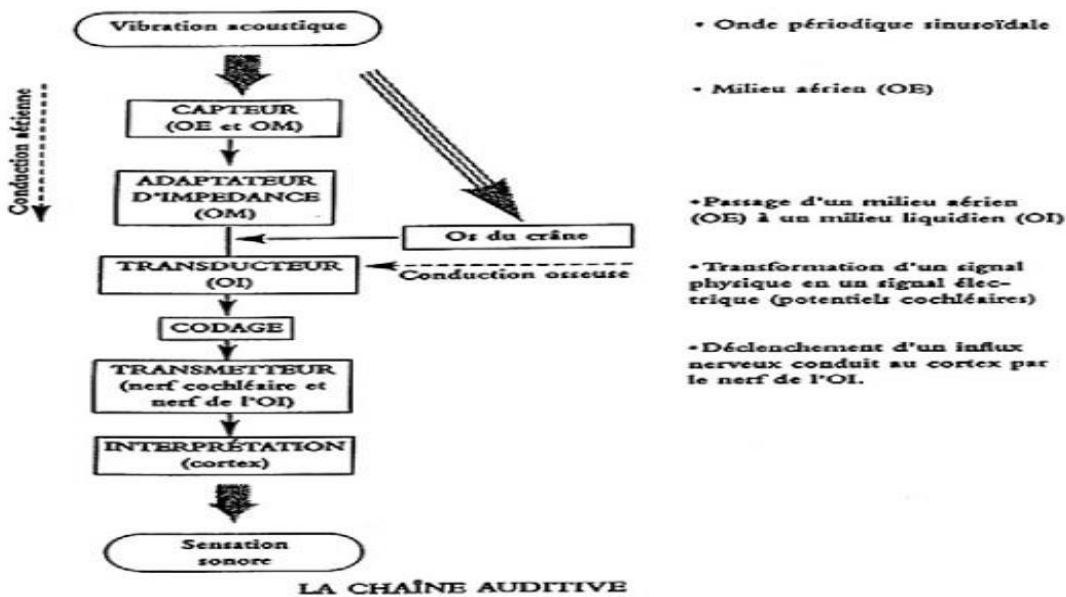 Vibration acoustique
Conduction aérienne
CAPTEUR
(OE et OM)
ADAPTATEUR
D'IMPEDANCE
(OM)
Os du crâne
Conduction osseuse
TRANSDUCTEUR
(OI)
CODAGE
TRANSMETTEUR
(nerf cochléaire et
nerf de l'OI)
INTERPRÉTATION
(cortex)
Sensation
sonore
• Onde périodique sinusoïdale
• Milieu aérien (OE)
•Passage d'un milieu aérien
(OE) à un milieu liquidien (OI)
•Transformation d'un signal
physique en un signal élec-
trique (potentiels cochléaires)
•Déclenchement d'un influx
nerveux conduit au cortex par
le nerf de l'OI.
LA CHAÎNE AUDITIVE